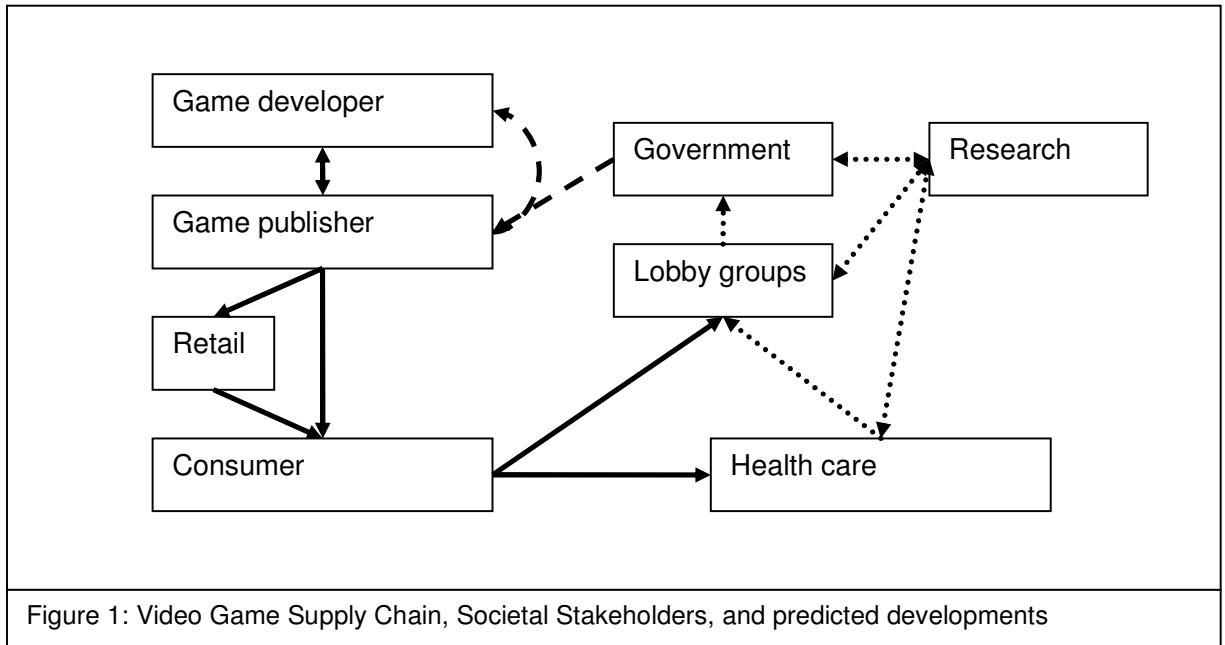 Game developer
Government
Research
Game publisher
Lobby groups
Retail
Consumer
Health care
Figure 1: Video Game Supply Chain, Societal Stakeholders, and predicted developments